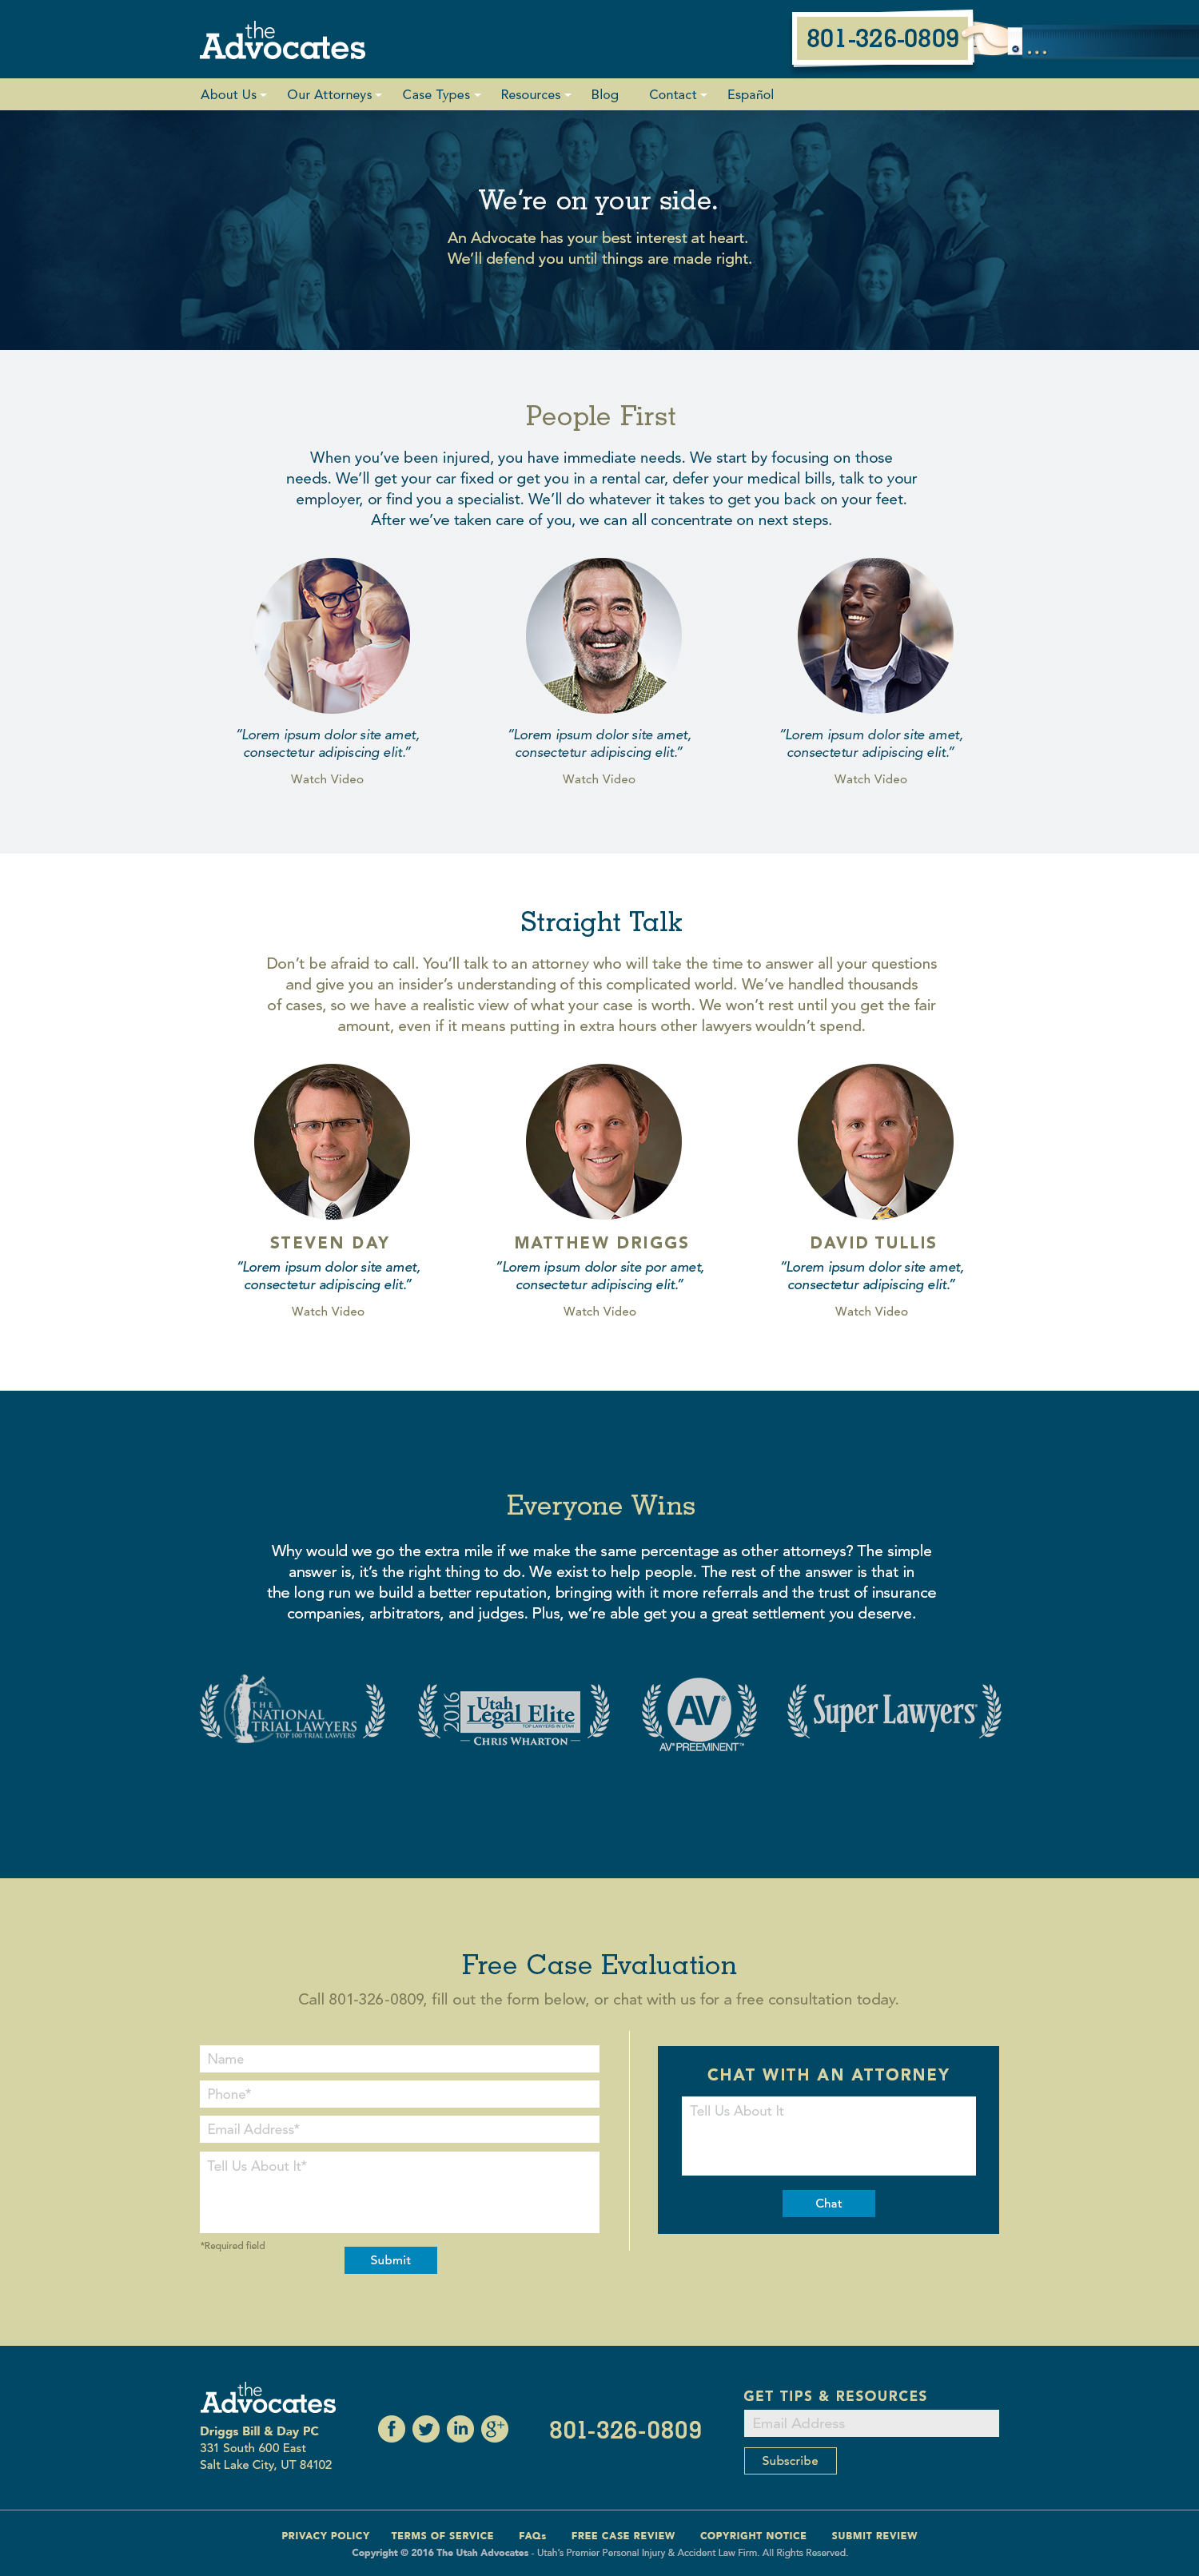 the
Advocates
801-326-0809
About Us
Our Attorneys
Case Types
Resources
Blog
Contact
Español
We're on your side.
An Advocate has your best interest at heart.
We'll defend you until things are made right.
People First
When you've been injured, you have immediate needs. We start by focusing on those
needs. We'll get your car fixed or get you in a rental car, defer your medical bills, talk to your
employer, or find you a specialist. We'll do whatever it takes to get you back on your feet.
After we've taken care of you, we can all concentrate on next steps.
"Lorem ipsum dolor site amet,
consectetur adipiscing elit."
Watch Video
"Lorem ipsum dolor site amet,
consectetur adipiscing elit."
Watch Video
"Lorem ipsum dolor site amet,
consectetur adipiscing elit."
Watch Video
Straight Talk
Don't be afraid to call. You'll talk to an attorney who will take the time to answer all your questions
and give you an insider's understanding of this complicated world. We've handled thousands
of cases, so we have a realistic view of what your case is worth. We won't rest until you get the fair
amount, even if it means putting in extra hours other lawyers wouldn't spend.
STEVEN DAY
"Lorem ipsum dolor site amet,
consectetur adipiscing elit."
Watch Video
MATTHEW DRIGGS
"Lorem ipsum dolor site por amet,
consectetur adipiscing elit."
Watch Video
DAVID TULLIS
"Lorem ipsum dolor site amet,
consectetur adipiscing elit."
Watch Video
Everyone Wins
Why would we go the extra mile if we make the same percentage as other attorneys? The simple
answer is, it's the right thing to do. We exist to help people. The rest of the answer is that in
the long run we build a better reputation, bringing with it more referrals and the trust of insurance
companies, arbitrators, and judges. Plus, we're able get you a great settlement you deserve.
THE
NATIONAL
TRIAL LAWYERS
TOP 100 TRIAL LAWYERS
2016
Utah
Legal Elite
TOP LAWYERS IN UTAH
CHRIS WHARTON
AV®
AV® PREEMINENT™
Super Lawyers®
Free Case Evaluation
Call 801-326-0809, fill out the form below, or chat with us for a free consultation today.
Name
Phone*
Email Address*
Tell Us About It*
*Required field
Submit
CHAT WITH AN ATTORNEY
Tell Us About It
Chat
the
Advocates
Driggs Bill & Day PC
331 South 600 East
Salt Lake City, UT 84102
f
in
g+
801-326-0809
GET TIPS & RESOURCES
Email Address
Subscribe
PRIVACY POLICY
TERMS OF SERVICE
FAQs
FREE CASE REVIEW
COPYRIGHT NOTICE
SUBMIT REVIEW
Copyright © 2016 The Utah Advocates - Utah's Premier Personal Injury & Accident Law Firm. All Rights Reserved.